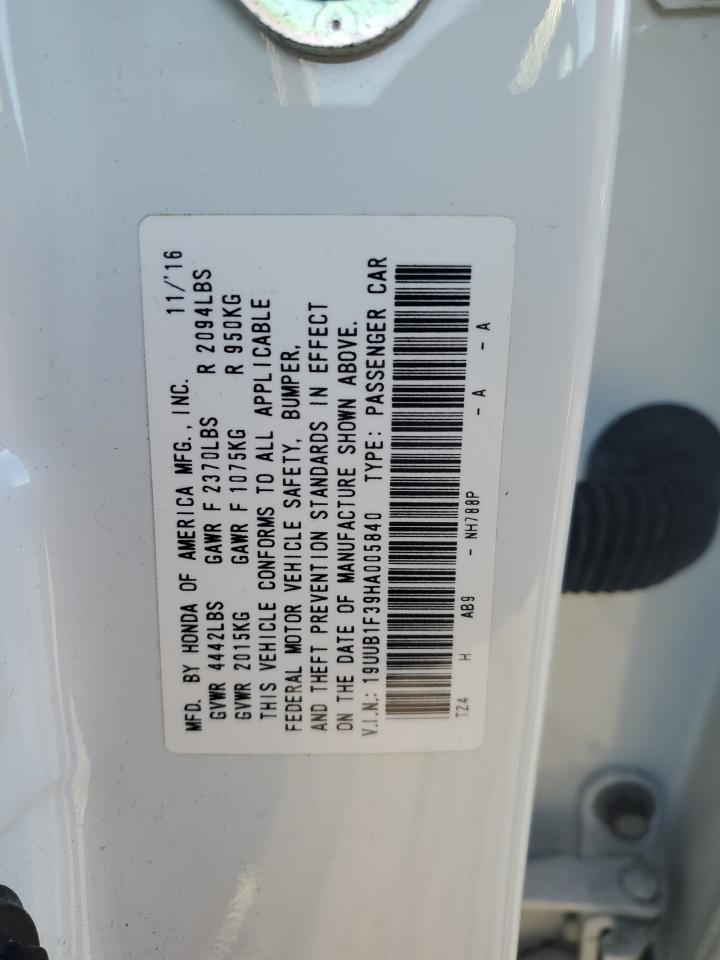 MFD. BY HONDA OF AMERICA MFG., INC. 11/'16
GVWR 4442LBS GAWR F 2370LBS R 2094LBS
GVWR 2015KG GAWR F 1075KG R 950KG
THIS VEHICLE CONFORMS TO ALL APPLICABLE
FEDERAL MOTOR VEHICLE SAFETY, BUMPER,
AND THEFT PREVENTION STANDARDS IN EFFECT
ON THE DATE OF MANUFACTURE SHOWN ABOVE.
V.I.N.: 19UUB1F39HA005840 TYPE: PASSENGER CAR
TZ4 H AB9 - NH788P - A - A